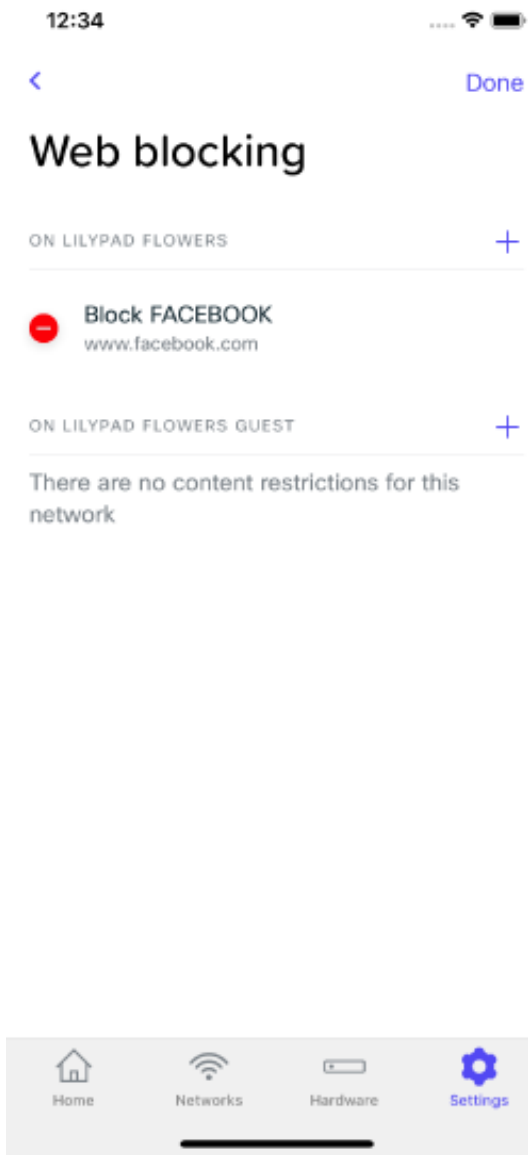 12:34
Done
Web blocking
ON LILYPAD FLOWERS
Block FACEBOOK
www.facebook.com
ON LILYPAD FLOWERS GUEST
There are no content restrictions for this
network
Home Networks Hardware Settings